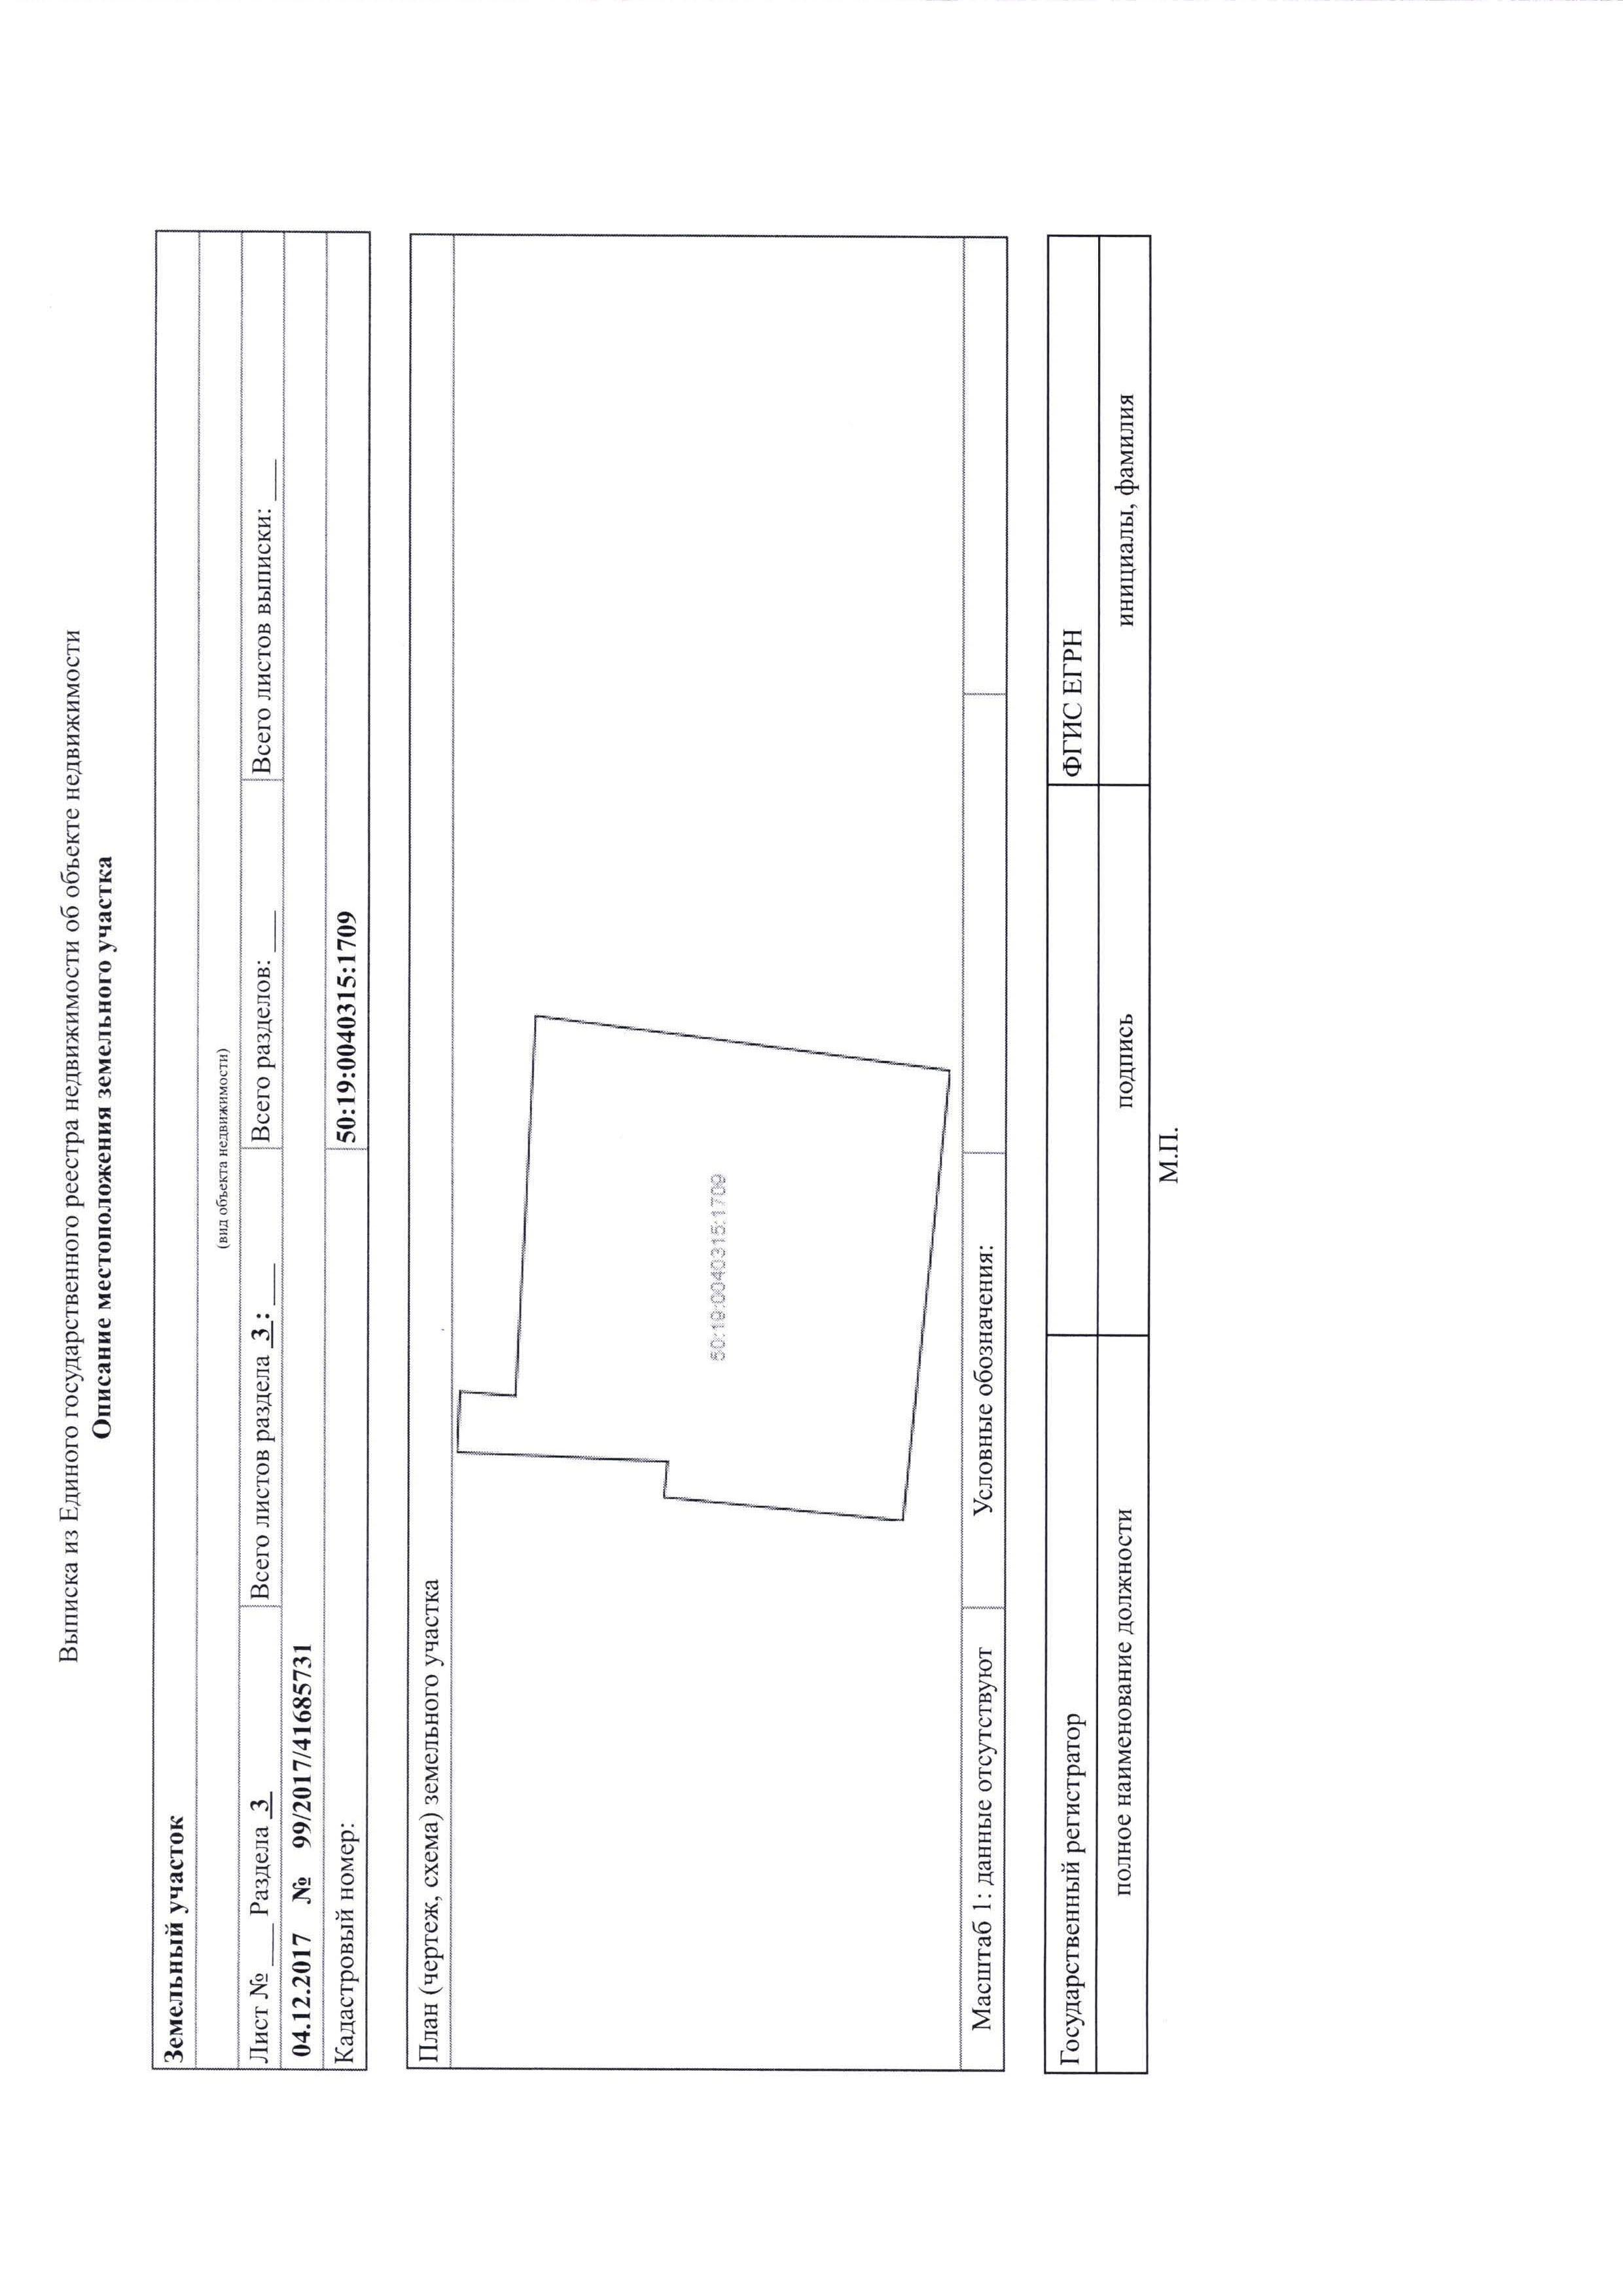 Выписка из Единого государственного реестра недвижимости об объекте недвижимости
Описание местоположения земельного участка
Земельный участок
(вид объекта недвижимости)
Лист № ___ Раздела 3 Всего листов раздела 3 : ___ Всего разделов: ___ Всего листов выписки: ___
04.12.2017 № 99/2017/41685731
Кадастровый номер: 50:19:0040315:1709
План (чертеж, схема) земельного участка
50:19:0040315:1709
Масштаб 1: данные отсутствуют Условные обозначения:
Государственный регистратор ФГИС ЕГРН
полное наименование должности подпись инициалы, фамилия
М.П.